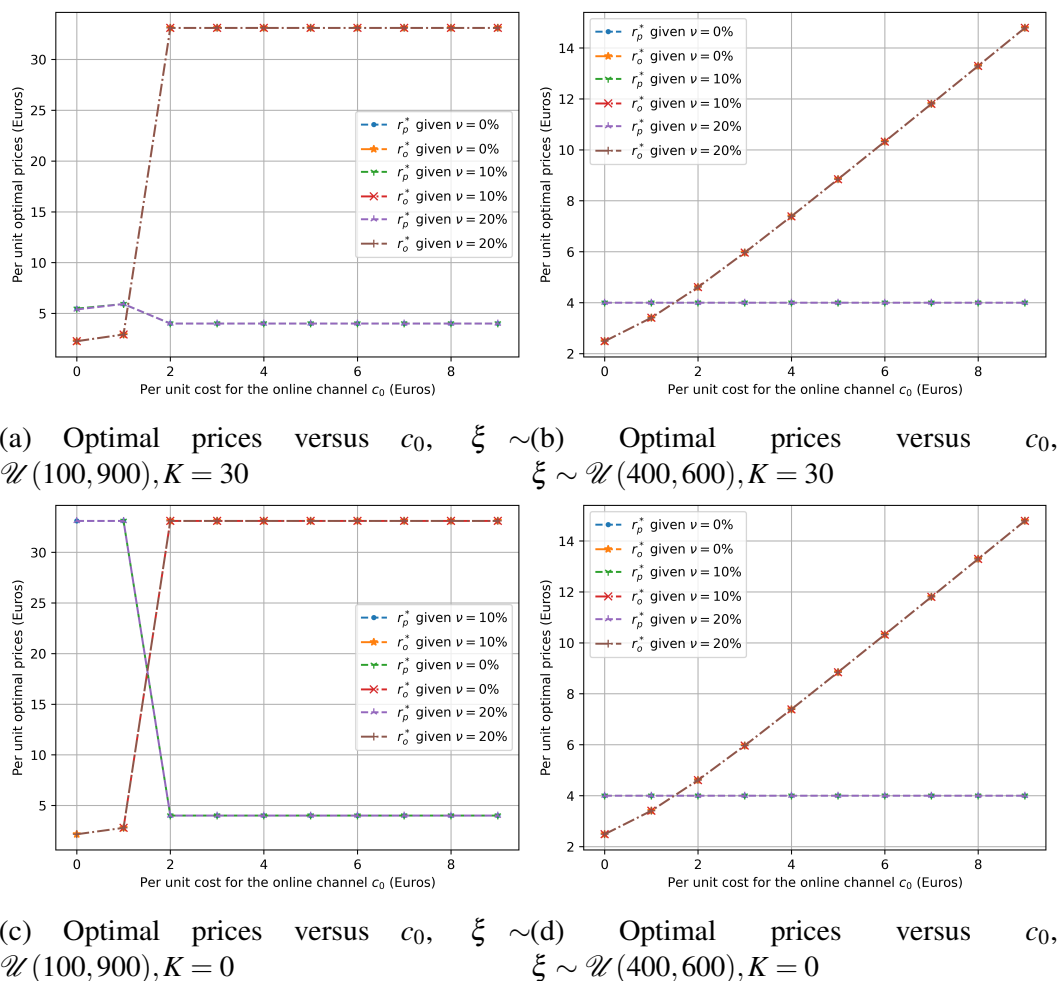 30
25
20
15
10
5
0
2
4
6
8
Per unit optimal prices (Euros)
Per unit cost for the online channel c₀ (Euros)
r*ₚ given ν = 0%
r*ₒ given ν = 0%
r*ₚ given ν = 10%
r*ₒ given ν = 10%
r*ₚ given ν = 20%
r*ₒ given ν = 20%
14
12
10
8
6
4
2
0
2
4
6
8
Per unit optimal prices (Euros)
Per unit cost for the online channel c₀ (Euros)
r*ₚ given ν = 0%
r*ₒ given ν = 0%
r*ₚ given ν = 10%
r*ₒ given ν = 10%
r*ₚ given ν = 20%
r*ₒ given ν = 20%
(a) Optimal prices versus c₀, ξ ∼
𝒰(100,900), K = 30
(b) Optimal prices versus c₀,
ξ ∼ 𝒰(400,600), K = 30
30
25
20
15
10
5
0
2
4
6
8
Per unit optimal prices (Euros)
Per unit cost for the online channel c₀ (Euros)
r*ₚ given ν = 10%
r*ₒ given ν = 10%
r*ₚ given ν = 0%
r*ₒ given ν = 0%
r*ₚ given ν = 20%
r*ₒ given ν = 20%
14
12
10
8
6
4
2
0
2
4
6
8
Per unit optimal prices (Euros)
Per unit cost for the online channel c₀ (Euros)
r*ₚ given ν = 0%
r*ₒ given ν = 0%
r*ₚ given ν = 10%
r*ₒ given ν = 10%
r*ₚ given ν = 20%
r*ₒ given ν = 20%
(c) Optimal prices versus c₀, ξ ∼
𝒰(100,900), K = 0
(d) Optimal prices versus c₀,
ξ ∼ 𝒰(400,600), K = 0